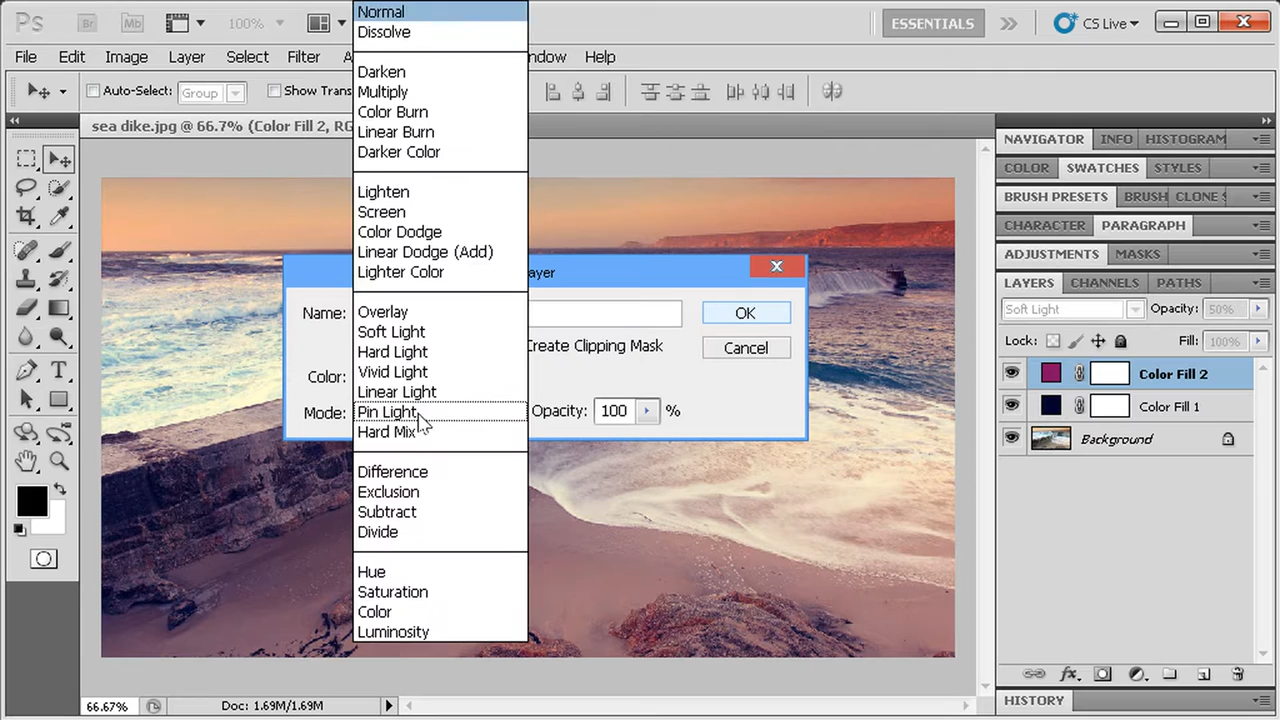 Ps Br Mb 100% ESSENTIALS CS Live
File Edit Image Layer Select Filter A ndow Help
Auto-Select: Group Show Trans
sea dike.jpg @ 66.7% (Color Fill 2, RG
Normal
Dissolve
Darken
Multiply
Color Burn
Linear Burn
Darker Color
Lighten
Screen
Color Dodge
Linear Dodge (Add)
Lighter Color
Overlay
Soft Light
Hard Light
Vivid Light
Linear Light
Pin Light
Hard Mix
Difference
Exclusion
Subtract
Divide
Hue
Saturation
Color
Luminosity
ayer
Name: OK
Create Clipping Mask Cancel
Color:
Mode: Opacity: 100 %
NAVIGATOR INFO HISTOGRAM
COLOR SWATCHES STYLES
BRUSH PRESETS BRUSH CLONE S
CHARACTER PARAGRAPH
ADJUSTMENTS MASKS
LAYERS CHANNELS PATHS
Soft Light Opacity: 50%
Lock: Fill: 100%
Color Fill 2
Color Fill 1
Background
fx
HISTORY
66.67% Doc: 1.69M/1.69M